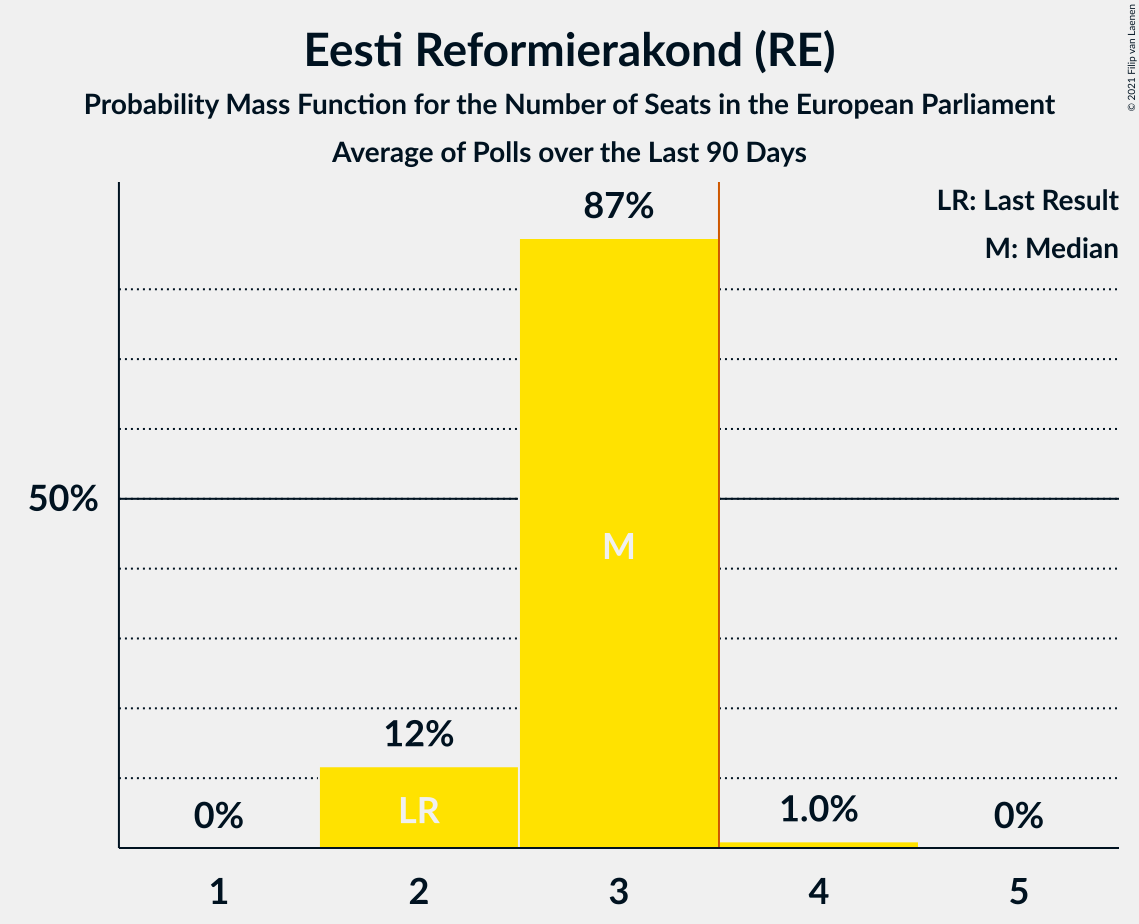 Eesti Reformierakond (RE)
Probability Mass Function for the Number of Seats in the European Parliament
Average of Polls over the Last 90 Days
© 2021 Filip van Laenen
LR: Last Result
M: Median
87%
50%
M
12%
LR
0%
1.0%
0%
1 2 3 4 5